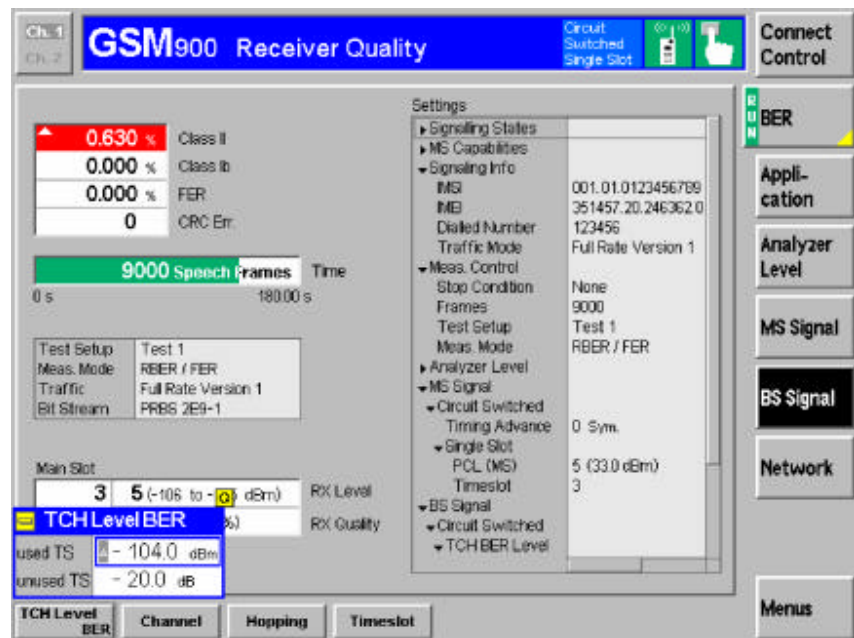 Ch. 1
Ch. 2
GSM900 Receiver Quality
Circuit
Switched
Single Slot
Connect
Control
Settings
0.630 % Class II
0.000 % Class Ib
0.000 % FER
0 CRC Err.
9000 Speech Frames Time
0 s 180.00 s
Test Setup Test 1
Meas. Mode RBER / FER
Traffic Full Rate Version 1
Bit Stream PRBS 2E9-1
Main Slot
3 5 (-106 to - dBm) RX Level
%) RX Quality
TCH Level BER
used TS - 104.0 dBm
unused TS - 20.0 dB
Signalling States
MS Capabilities
Signaling Info
IMSI 001.01.0123456789
IMEI 351457.20.246362.0
Dialled Number 123456
Traffic Mode Full Rate Version 1
Meas. Control
Stop Condition None
Frames 9000
Test Setup Test 1
Meas. Mode RBER / FER
Analyzer Level
MS Signal
Circuit Switched
Timing Advance 0 Sym.
Single Slot
PCL (MS) 5 (33.0 dBm)
Timeslot 3
BS Signal
Circuit Switched
TCH BER Level
RUN
BER
Appli-
cation
Analyzer
Level
MS Signal
BS Signal
Network
Menus
TCH Level
BER
Channel
Hopping
Timeslot